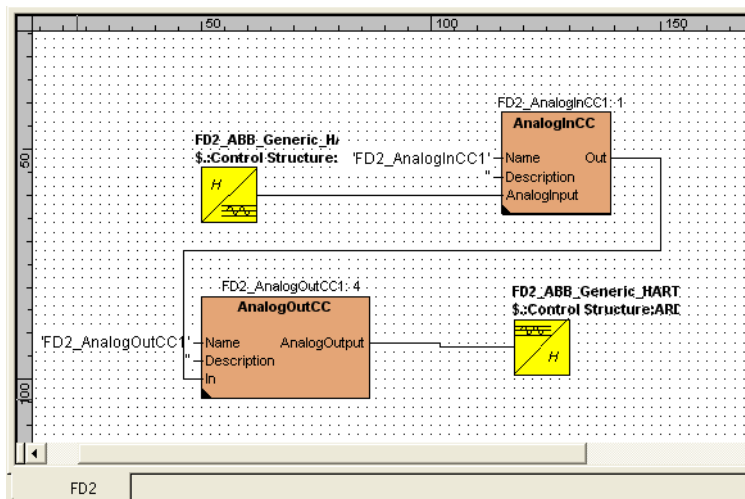 50 100 150
FD2_AnalogInCC1: 1
AnalogInCC
FD2_ABB_Generic_HA
$.:Control Structure:
'FD2_AnalogInCC1' Name Out
" Description
AnalogInput
H
50
FD2_AnalogOutCC1: 4
AnalogOutCC
FD2_ABB_Generic_HART
$.:Control Structure:ARD
'FD2_AnalogOutCC1' Name AnalogOutput
" Description
In
H
100
FD2